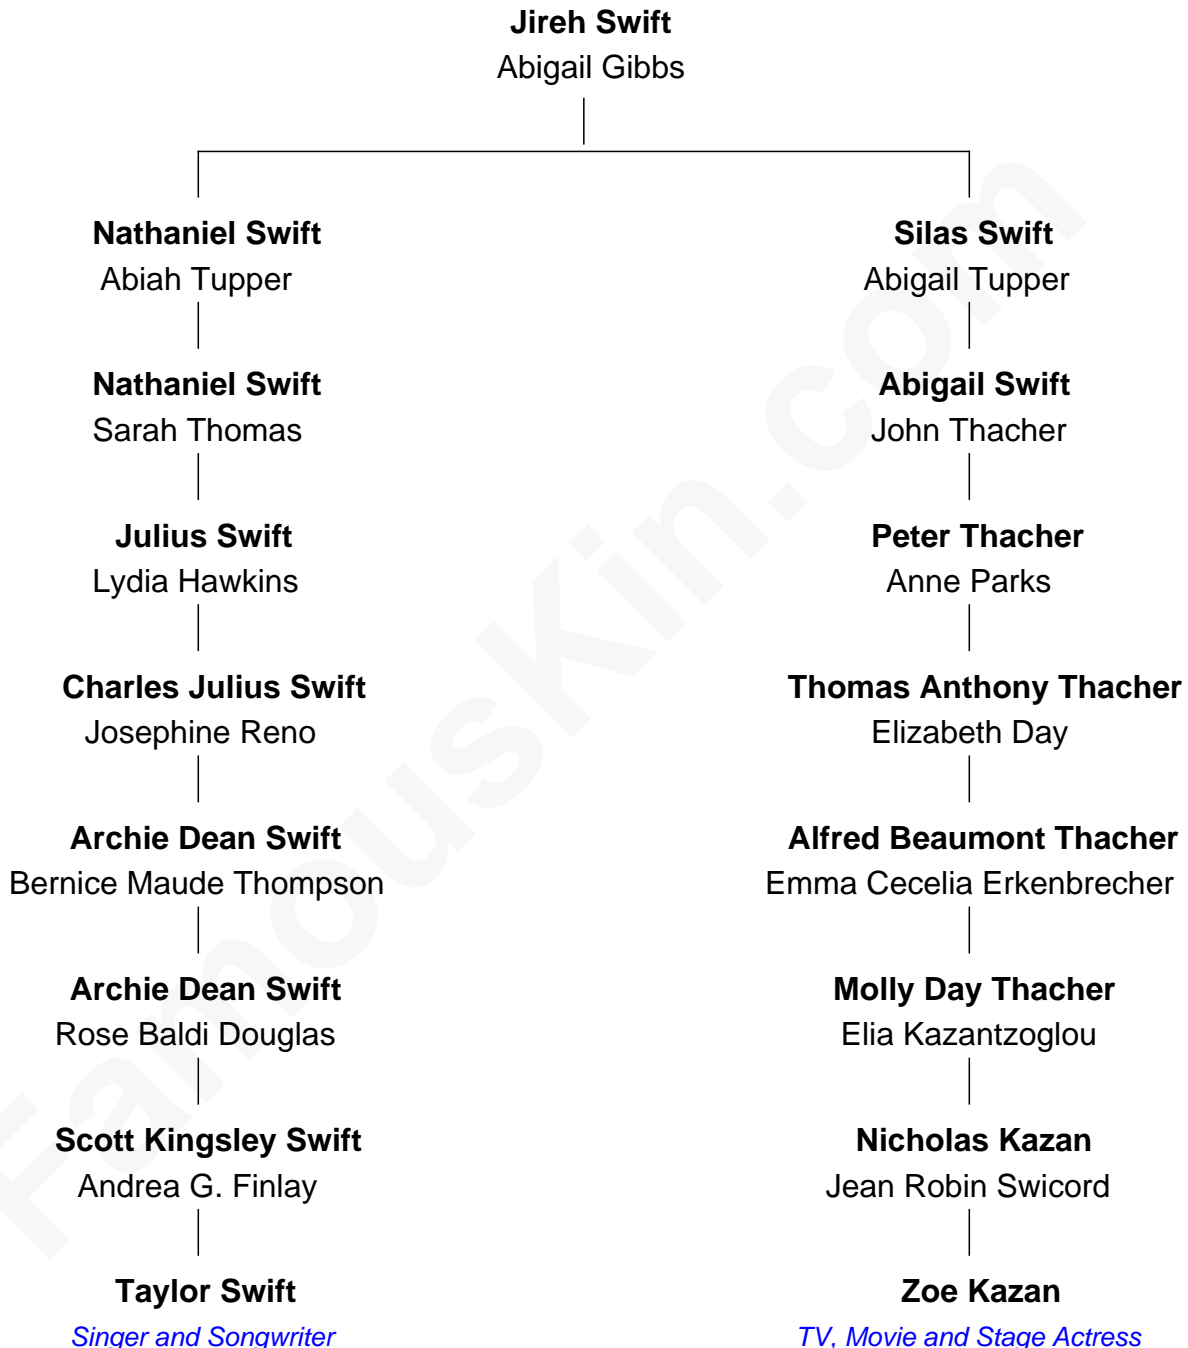 Jireh Swift
Abigail Gibbs
Nathaniel Swift
Abiah Tupper
Silas Swift
Abigail Tupper
Nathaniel Swift
Sarah Thomas
Abigail Swift
John Thacher
Julius Swift
Lydia Hawkins
Peter Thacher
Anne Parks
Charles Julius Swift
Josephine Reno
Thomas Anthony Thacher
Elizabeth Day
Archie Dean Swift
Bernice Maude Thompson
Alfred Beaumont Thacher
Emma Cecelia Erkenbrecher
Archie Dean Swift
Rose Baldi Douglas
Molly Day Thacher
Elia Kazantzoglou
Scott Kingsley Swift
Andrea G. Finlay
Nicholas Kazan
Jean Robin Swicord
Taylor Swift
Singer and Songwriter
Zoe Kazan
TV, Movie and Stage Actress
FamousKin.com